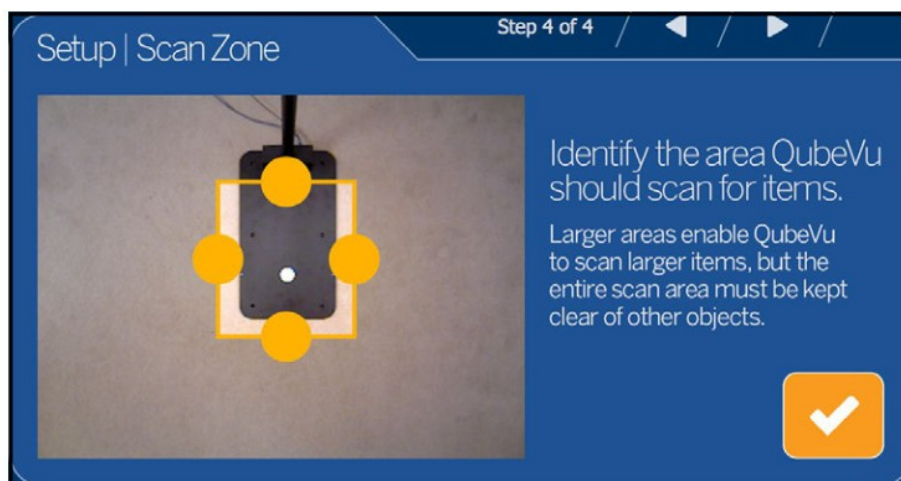 Setup | Scan Zone
Step 4 of 4
Identify the area QubeVu
should scan for items.
Larger areas enable QubeVu
to scan larger items, but the
entire scan area must be kept
clear of other objects.